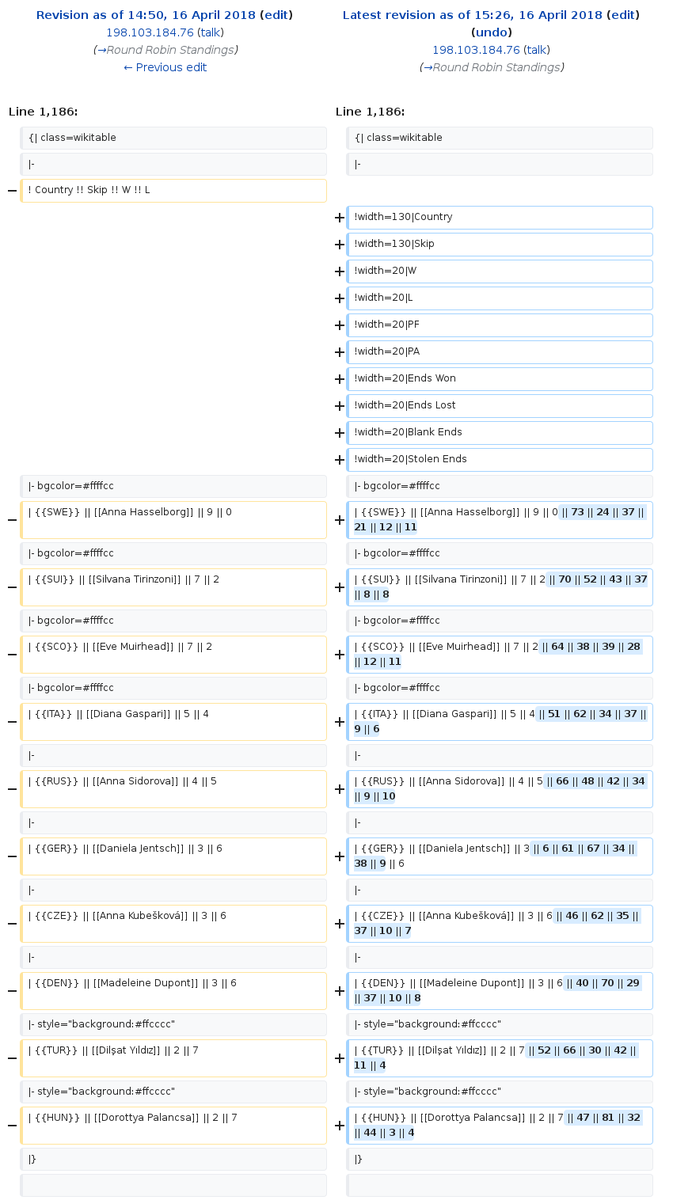 Revision as of 14:50, 16 April 2018 (edit)
198.103.184.76 (talk)
(→Round Robin Standings)
← Previous edit
Latest revision as of 15:26, 16 April 2018 (edit)
(undo)
198.103.184.76 (talk)
(→Round Robin Standings)
Line 1,186:
Line 1,186:
{| class=wikitable
{| class=wikitable
|-
|-
− ! Country !! Skip !! W !! L
+ !width=130|Country
+ !width=130|Skip
+ !width=20|W
+ !width=20|L
+ !width=20|PF
+ !width=20|PA
+ !width=20|Ends Won
+ !width=20|Ends Lost
+ !width=20|Blank Ends
+ !width=20|Stolen Ends
|- bgcolor=#ffffcc
|- bgcolor=#ffffcc
− | {{SWE}} || [[Anna Hasselborg]] || 9 || 0
+ | {{SWE}} || [[Anna Hasselborg]] || 9 || 0 || 73 || 24 || 37 ||
21 || 12 || 11
|- bgcolor=#ffffcc
|- bgcolor=#ffffcc
− | {{SUI}} || [[Silvana Tirinzoni]] || 7 || 2
+ | {{SUI}} || [[Silvana Tirinzoni]] || 7 || 2 || 70 || 52 || 43 || 37
|| 8 || 8
|- bgcolor=#ffffcc
|- bgcolor=#ffffcc
− | {{SCO}} || [[Eve Muirhead]] || 7 || 2
+ | {{SCO}} || [[Eve Muirhead]] || 7 || 2 || 64 || 38 || 39 || 28
|| 12 || 11
|- bgcolor=#ffffcc
|- bgcolor=#ffffcc
− | {{ITA}} || [[Diana Gaspari]] || 5 || 4
+ | {{ITA}} || [[Diana Gaspari]] || 5 || 4 || 51 || 62 || 34 || 37 ||
9 || 6
|-
|-
− | {{RUS}} || [[Anna Sidorova]] || 4 || 5
+ | {{RUS}} || [[Anna Sidorova]] || 4 || 5 || 66 || 48 || 42 || 34
|| 9 || 10
|-
|-
− | {{GER}} || [[Daniela Jentsch]] || 3 || 6
+ | {{GER}} || [[Daniela Jentsch]] || 3 || 6 || 61 || 67 || 34 ||
38 || 9 || 6
|-
|-
− | {{CZE}} || [[Anna Kubešková]] || 3 || 6
+ | {{CZE}} || [[Anna Kubešková]] || 3 || 6 || 46 || 62 || 35 ||
37 || 10 || 7
|-
|-
− | {{DEN}} || [[Madeleine Dupont]] || 3 || 6
+ | {{DEN}} || [[Madeleine Dupont]] || 3 || 6 || 40 || 70 || 29
|| 37 || 10 || 8
|- style="background:#ffcccc"
|- style="background:#ffcccc"
− | {{TUR}} || [[Dilşat Yıldız]] || 2 || 7
+ | {{TUR}} || [[Dilşat Yıldız]] || 2 || 7 || 52 || 66 || 30 || 42 ||
11 || 4
|- style="background:#ffcccc"
|- style="background:#ffcccc"
− | {{HUN}} || [[Dorottya Palancsa]] || 2 || 7
+ | {{HUN}} || [[Dorottya Palancsa]] || 2 || 7 || 47 || 81 || 32
|| 44 || 3 || 4
|}
|}